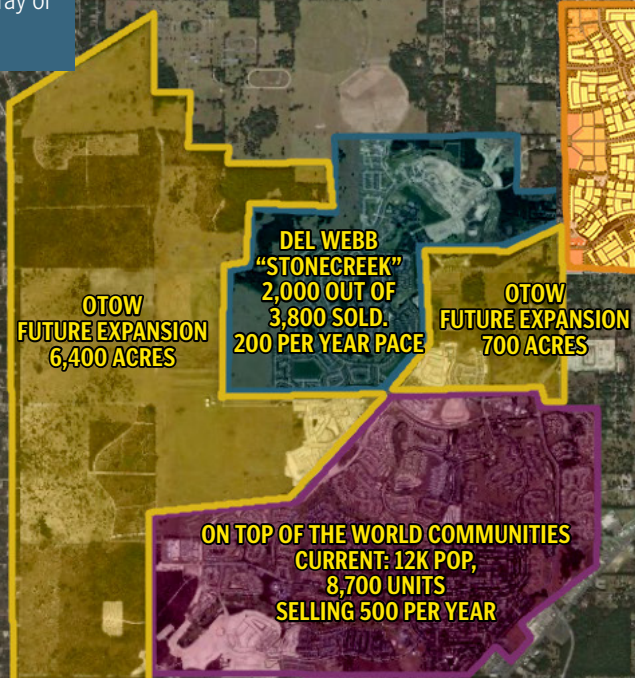 DEL WEBB
“STONECREEK”
2,000 OUT OF
3,800 SOLD.
200 PER YEAR PACE
OTOW
FUTURE EXPANSION
6,400 ACRES
OTOW
FUTURE EXPANSION
700 ACRES
ON TOP OF THE WORLD COMMUNITIES
CURRENT: 12K POP,
8,700 UNITS
SELLING 500 PER YEAR